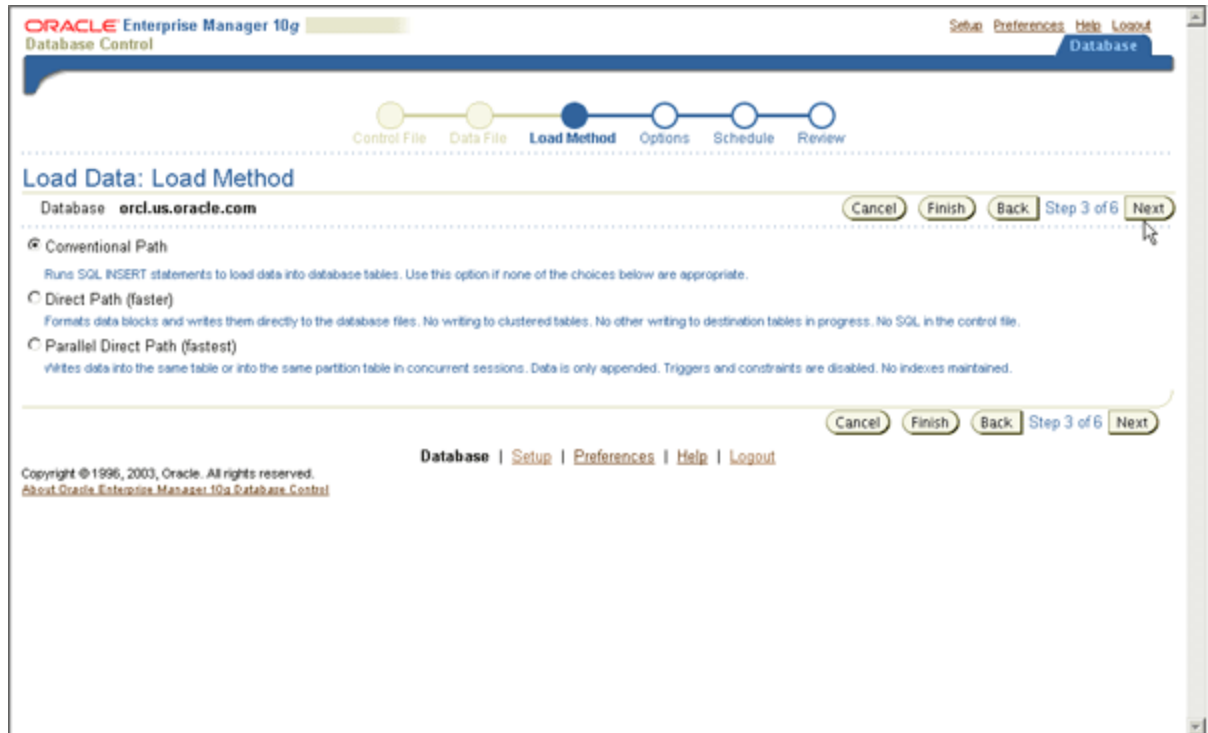 ORACLE Enterprise Manager 10g
Database Control
Setup Preferences Help Logout
Database
Control File Data File Load Method Options Schedule Review
Load Data: Load Method
Database orcl.us.oracle.com
Cancel Finish Back Step 3 of 6 Next
Conventional Path
Runs SQL INSERT statements to load data into database tables. Use this option if none of the choices below are appropriate.
Direct Path (faster)
Formats data blocks and writes them directly to the database files. No writing to clustered tables. No other writing to destination tables in progress. No SQL in the control file.
Parallel Direct Path (fastest)
Writes data into the same table or into the same partition table in concurrent sessions. Data is only appended. Triggers and constraints are disabled. No indexes maintained.
Cancel Finish Back Step 3 of 6 Next
Database | Setup | Preferences | Help | Logout
Copyright © 1996, 2003, Oracle. All rights reserved.
About Oracle Enterprise Manager 10g Database Control